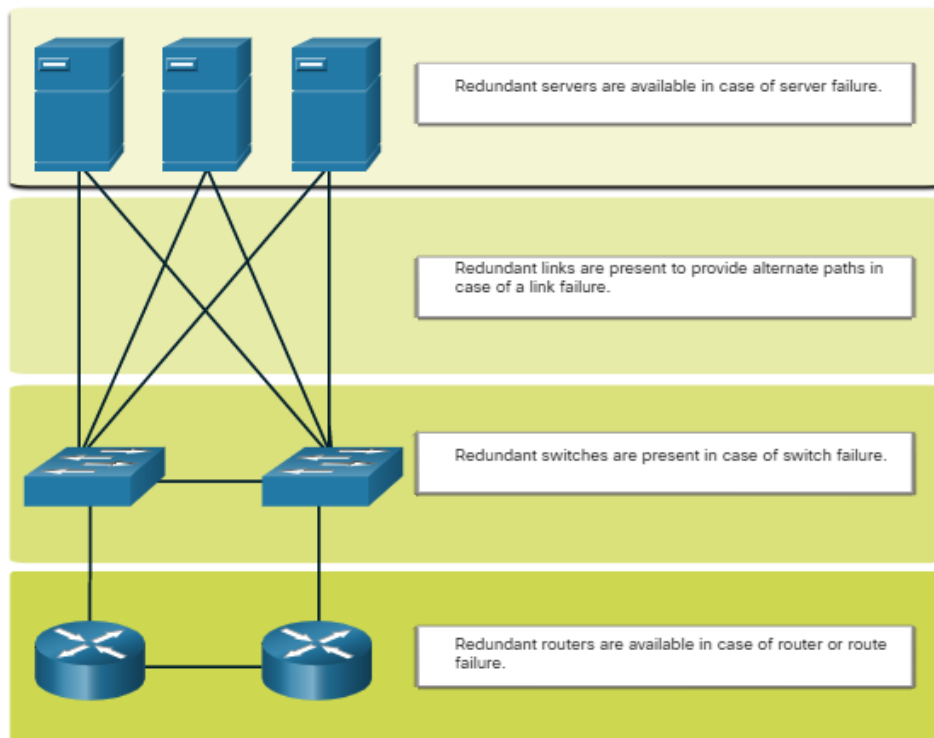 Redundant servers are available in case of server failure.
Redundant links are present to provide alternate paths in
case of a link failure.
Redundant switches are present in case of switch failure.
Redundant routers are available in case of router or route
failure.